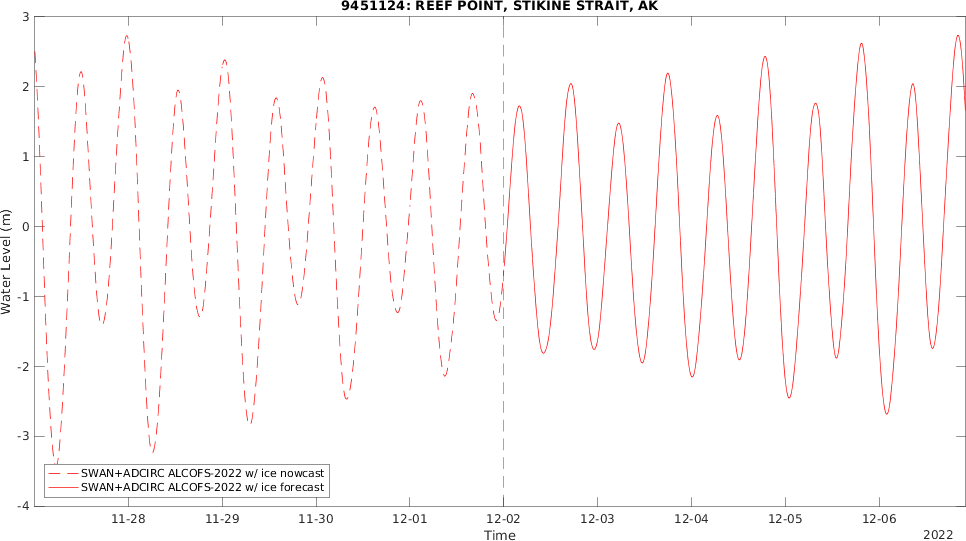 9451124: REEF POINT, STIKINE STRAIT, AK
3
2
1
0
-1
-2
-3
-4
Water Level (m)
SWAN+ADCIRC ALCOFS-2022 w/ ice nowcast
SWAN+ADCIRC ALCOFS-2022 w/ ice forecast
11-28 11-29 11-30 12-01 12-02 12-03 12-04 12-05 12-06
Time
2022